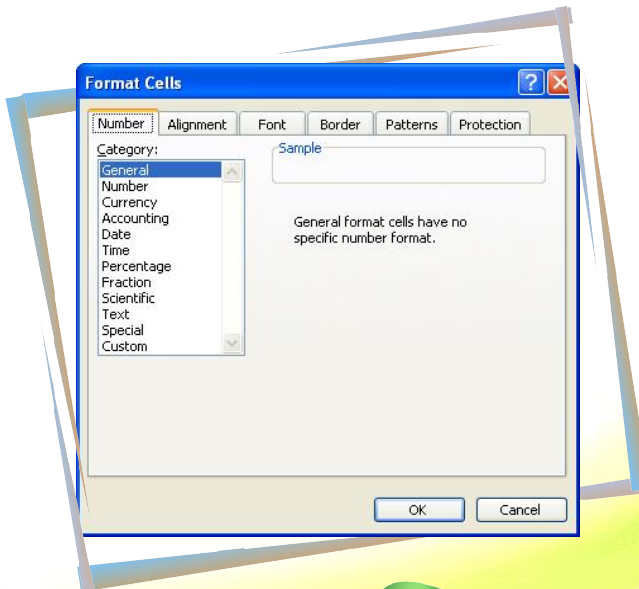 Format Cells
Number Alignment Font Border Patterns Protection
Category:
General
Number
Currency
Accounting
Date
Time
Percentage
Fraction
Scientific
Text
Special
Custom
Sample
General format cells have no
specific number format.
OK Cancel